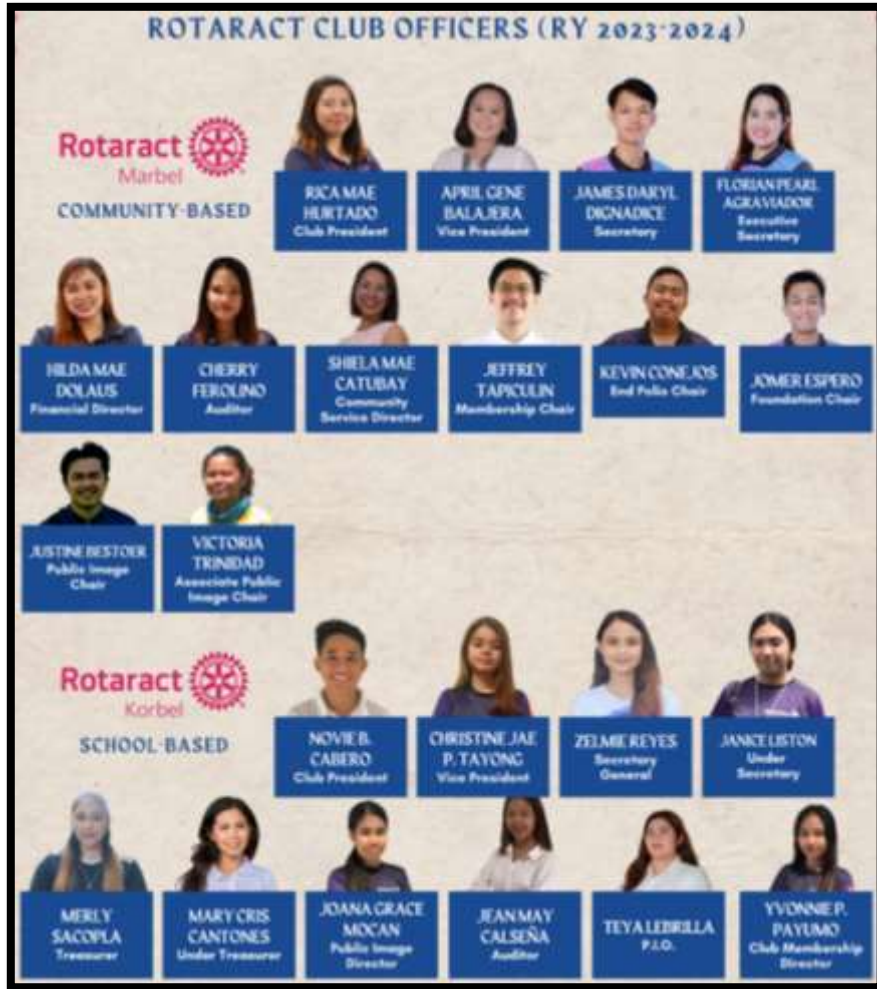 ROTARACT CLUB OFFICERS (RY 2023-2024)
Rotaract
Marbel
COMMUNITY-BASED
RICA MAE
HURTADO
Club President
APRIL GENE
BALAJERA
Vice President
JAMES DARYL
DIGNADICE
Secretary
FLORIAN PEARL
AGRAVIADOR
Executive
Secretary
HILDA MAE
DOLAUS
Financial Director
CHERRY
FEROLINO
Auditor
SHIELA MAE
CATUBAY
Community
Service Director
JEFFREY
TAPICULIN
Membership Chair
KEVIN CONEJOS
End Polio Chair
JOMER ESPERO
Foundation Chair
JUSTINE BESTOER
Public Image
Chair
VICTORIA
TRINIDAD
Associate Public
Image Chair
Rotaract
Korbel
SCHOOL-BASED
NOVIE B.
CABERO
Club President
CHRISTINE JAE
P. TAYONG
Vice President
ZELMIE REYES
Secretary
General
JANICE LISTON
Under
Secretary
MERLY
SACOPLA
Treasurer
MARY CRIS
CANTONES
Under Treasurer
JOANA GRACE
MOCAN
Public Image
Director
JEAN MAY
CALSEÑA
Auditor
TEYA LEBRILLA
P.I.O.
YVONNIE P.
PAYUMO
Club Membership
Director